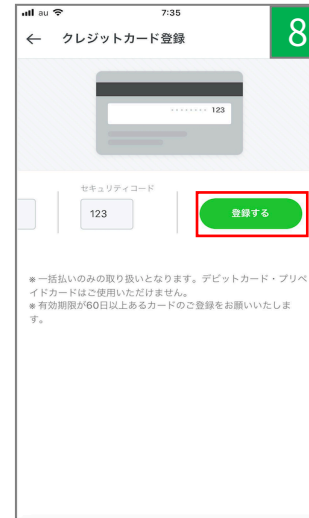 au 7:35
8
← クレジットカード登録
········ 123
セキュリティコード
123
登録する
※一括払いのみの取り扱いとなります。デビットカード・プリペ
イドカードはご使用いただけません。
※有効期限が60日以上あるカードのご登録をお願いいたしま
す。